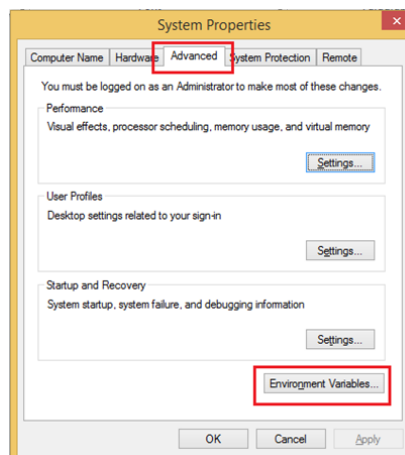 System Properties
Computer Name Hardware Advanced System Protection Remote
You must be logged on as an Administrator to make most of these changes.
Performance
Visual effects, processor scheduling, memory usage, and virtual memory
Settings...
User Profiles
Desktop settings related to your sign-in
Settings...
Startup and Recovery
System startup, system failure, and debugging information
Settings...
Environment Variables...
OK Cancel Apply